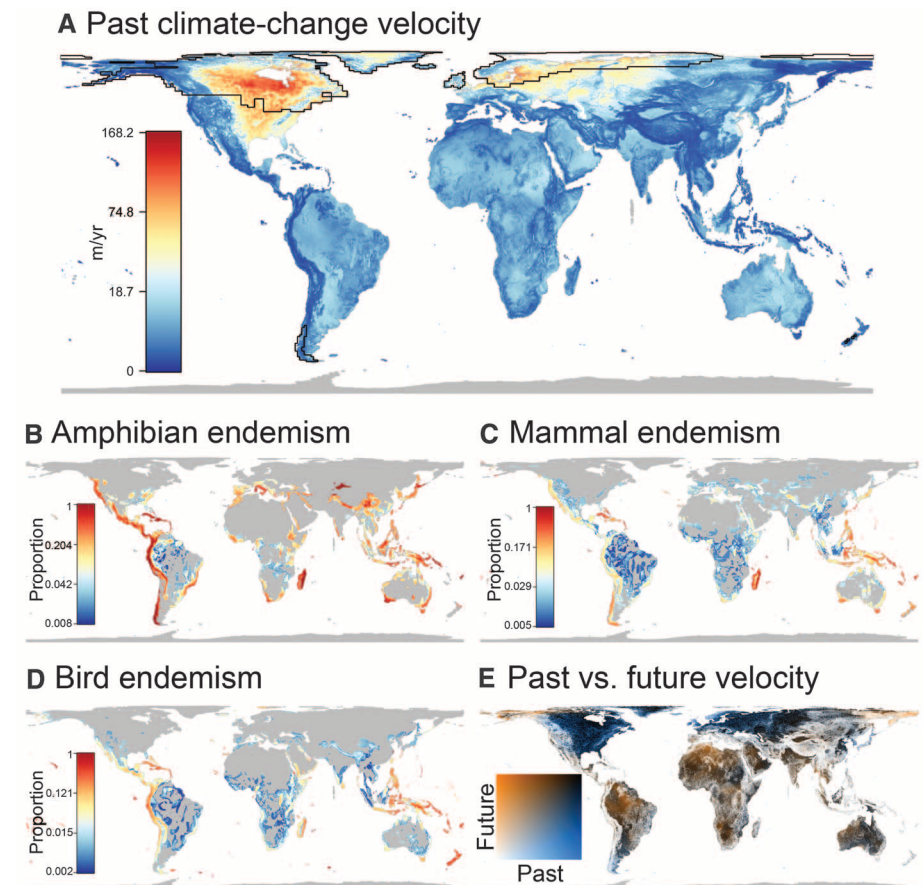 A Past climate-change velocity
168.2
74.8
m/yr
18.7
0
B Amphibian endemism
C Mammal endemism
1
0.204
Proportion
0.042
0.008
1
0.171
Proportion
0.029
0.005
D Bird endemism
E Past vs. future velocity
1
0.121
Proportion
0.015
0.002
Future
Past